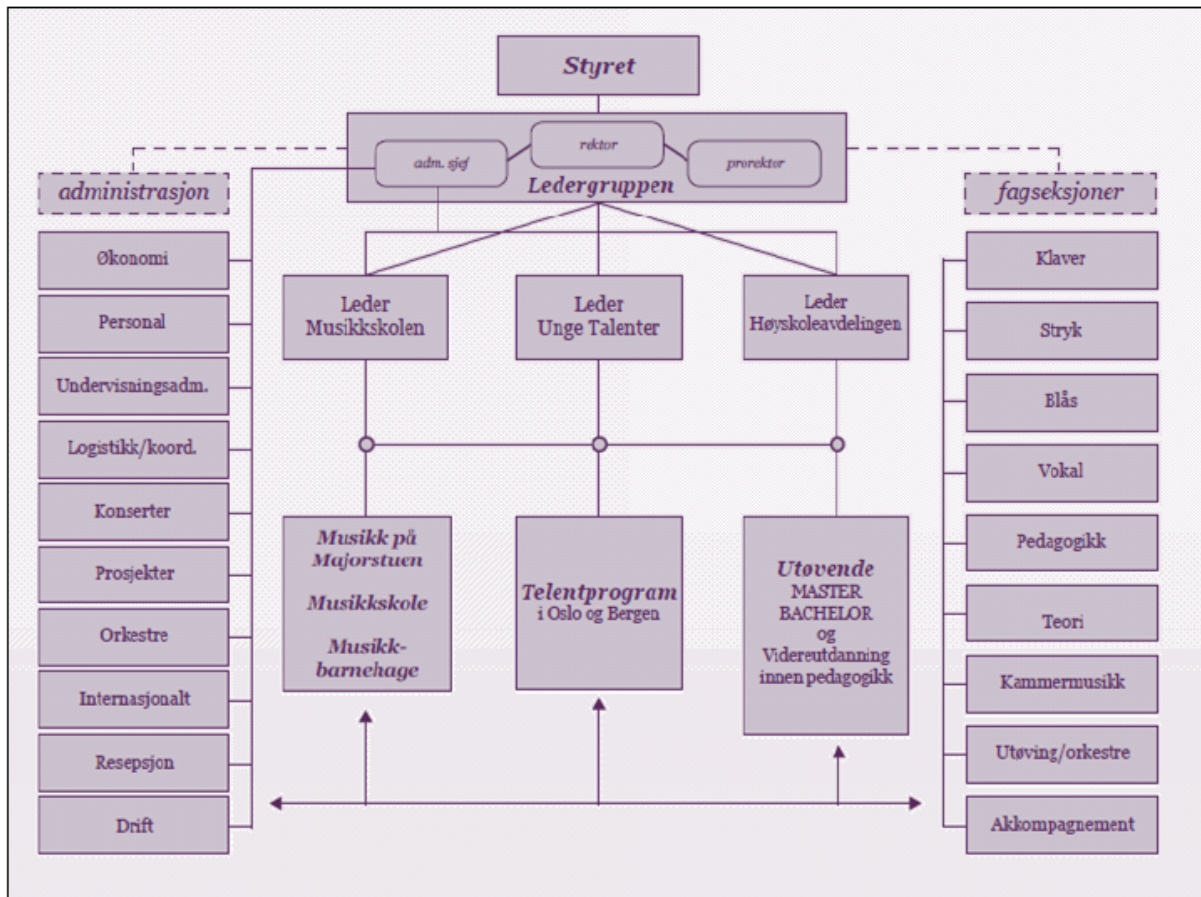 Styret
rektor
adm. sjef
prorektor
Ledergruppen
administrasjon
Økonomi
Personal
Undervisningsadm.
Logistikk/koord.
Konserter
Prosjekter
Orkestre
Internasjonalt
Resepsjon
Drift
Leder
Musikkskolen
Leder
Unge Talenter
Leder
Høyskoleavdelingen
Musikk på
Majorstuen
Musikkskole
Musikk-
barnehage
Telentprogram
i Oslo og Bergen
Utøvende
MASTER
BACHELOR
og
Videreutdanning
innen pedagogikk
fagseksjoner
Klaver
Stryk
Blås
Vokal
Pedagogikk
Teori
Kammermusikk
Utøving/orkestre
Akkompagnement